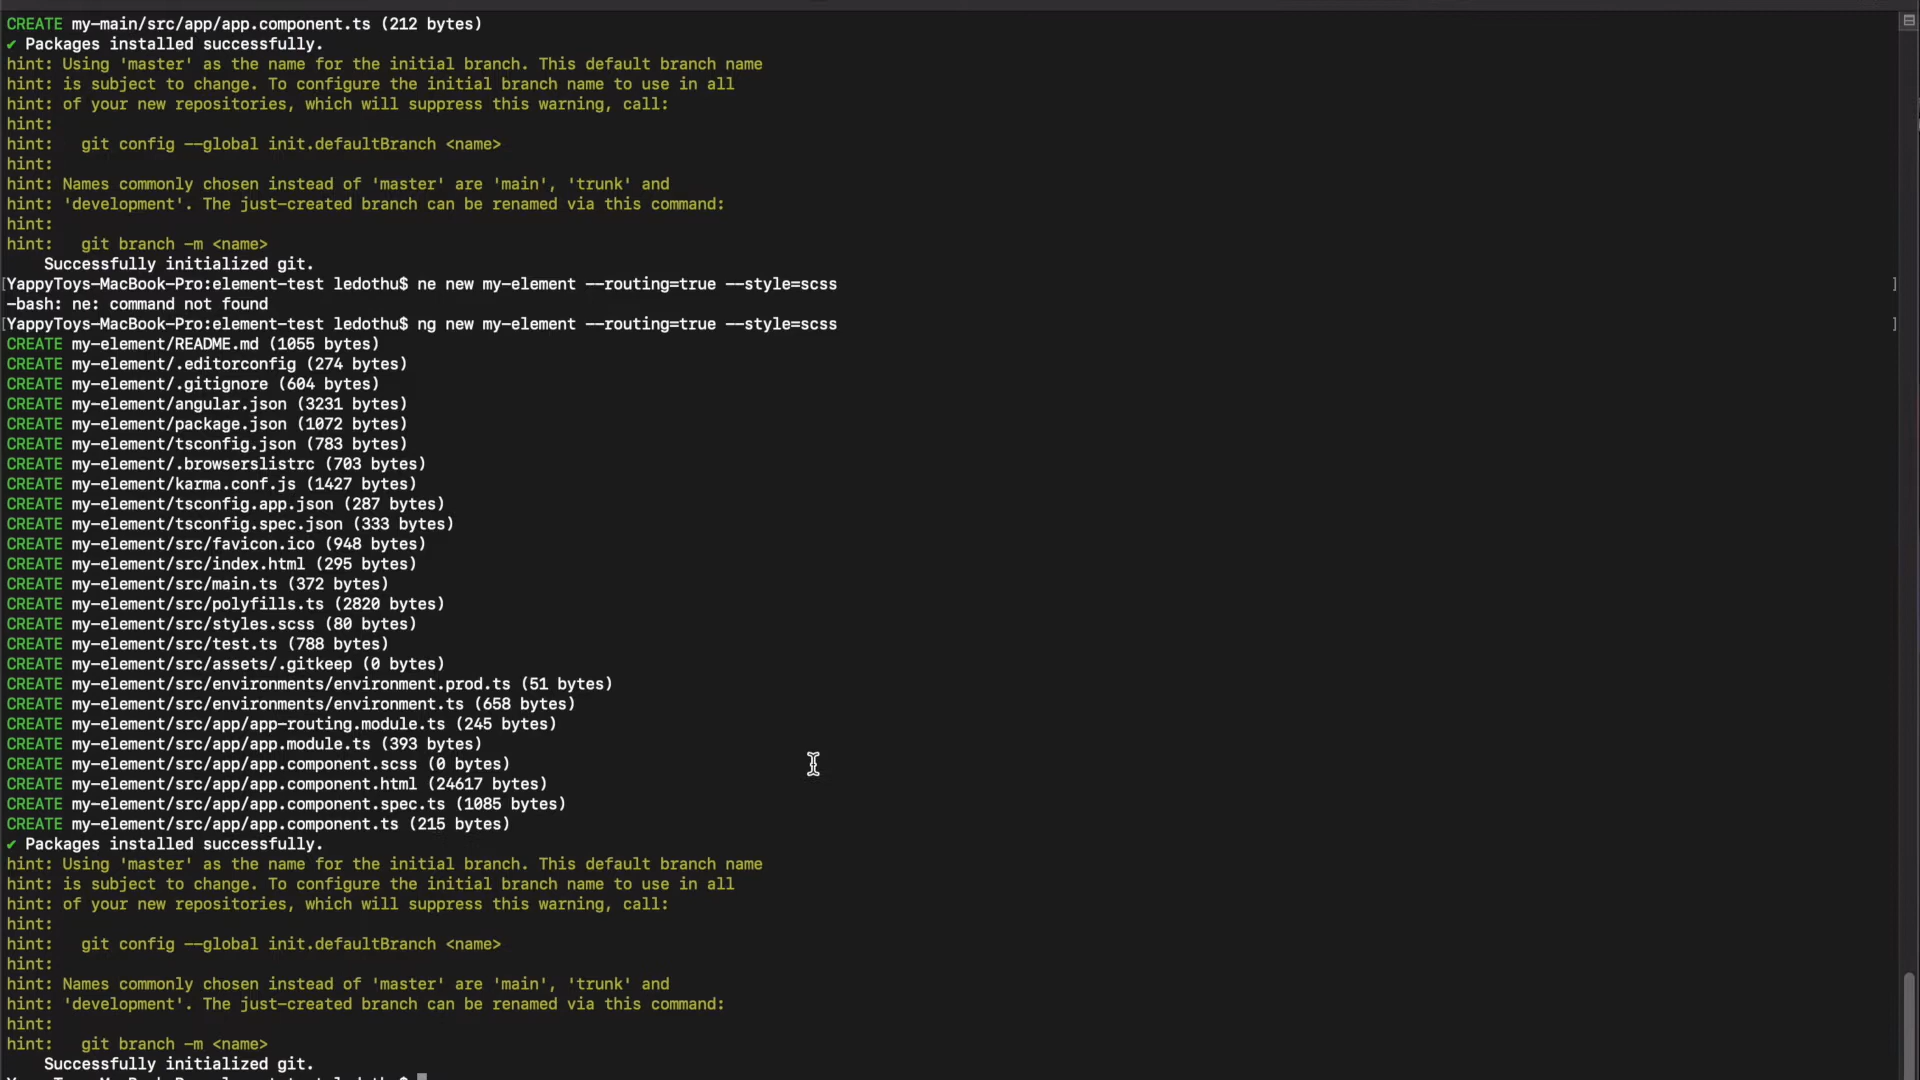 CREATE my-main/src/app/app.component.ts (212 bytes)
✔ Packages installed successfully.
hint: Using 'master' as the name for the initial branch. This default branch name
hint: is subject to change. To configure the initial branch name to use in all
hint: of your new repositories, which will suppress this warning, call:
hint:
hint:   git config --global init.defaultBranch <name>
hint:
hint: Names commonly chosen instead of 'master' are 'main', 'trunk' and
hint: 'development'. The just-created branch can be renamed via this command:
hint:
hint:   git branch -m <name>
    Successfully initialized git.
[YappyToys-MacBook-Pro:element-test ledothu$ ne new my-element --routing=true --style=scss ]
-bash: ne: command not found
[YappyToys-MacBook-Pro:element-test ledothu$ ng new my-element --routing=true --style=scss ]
CREATE my-element/README.md (1055 bytes)
CREATE my-element/.editorconfig (274 bytes)
CREATE my-element/.gitignore (604 bytes)
CREATE my-element/angular.json (3231 bytes)
CREATE my-element/package.json (1072 bytes)
CREATE my-element/tsconfig.json (783 bytes)
CREATE my-element/.browserslistrc (703 bytes)
CREATE my-element/karma.conf.js (1427 bytes)
CREATE my-element/tsconfig.app.json (287 bytes)
CREATE my-element/tsconfig.spec.json (333 bytes)
CREATE my-element/src/favicon.ico (948 bytes)
CREATE my-element/src/index.html (295 bytes)
CREATE my-element/src/main.ts (372 bytes)
CREATE my-element/src/polyfills.ts (2820 bytes)
CREATE my-element/src/styles.scss (80 bytes)
CREATE my-element/src/test.ts (788 bytes)
CREATE my-element/src/assets/.gitkeep (0 bytes)
CREATE my-element/src/environments/environment.prod.ts (51 bytes)
CREATE my-element/src/environments/environment.ts (658 bytes)
CREATE my-element/src/app/app-routing.module.ts (245 bytes)
CREATE my-element/src/app/app.module.ts (393 bytes)
CREATE my-element/src/app/app.component.scss (0 bytes)
CREATE my-element/src/app/app.component.html (24617 bytes)
CREATE my-element/src/app/app.component.spec.ts (1085 bytes)
CREATE my-element/src/app/app.component.ts (215 bytes)
✔ Packages installed successfully.
hint: Using 'master' as the name for the initial branch. This default branch name
hint: is subject to change. To configure the initial branch name to use in all
hint: of your new repositories, which will suppress this warning, call:
hint:
hint:   git config --global init.defaultBranch <name>
hint:
hint: Names commonly chosen instead of 'master' are 'main', 'trunk' and
hint: 'development'. The just-created branch can be renamed via this command:
hint:
hint:   git branch -m <name>
    Successfully initialized git.